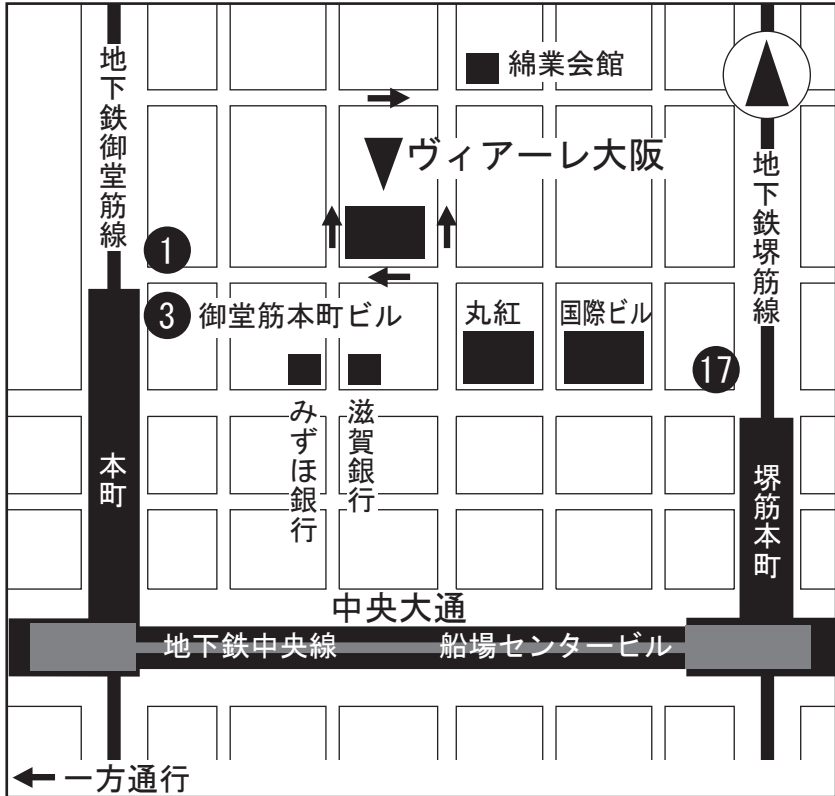 綿業会館
地下鉄御堂筋線
ヴィアーレ大阪
地下鉄堺筋線
1
3
御堂筋本町ビル
丸紅
国際ビル
17
みずほ銀行
滋賀銀行
本町
堺筋本町
中央大通
地下鉄中央線
船場センタービル
一方通行